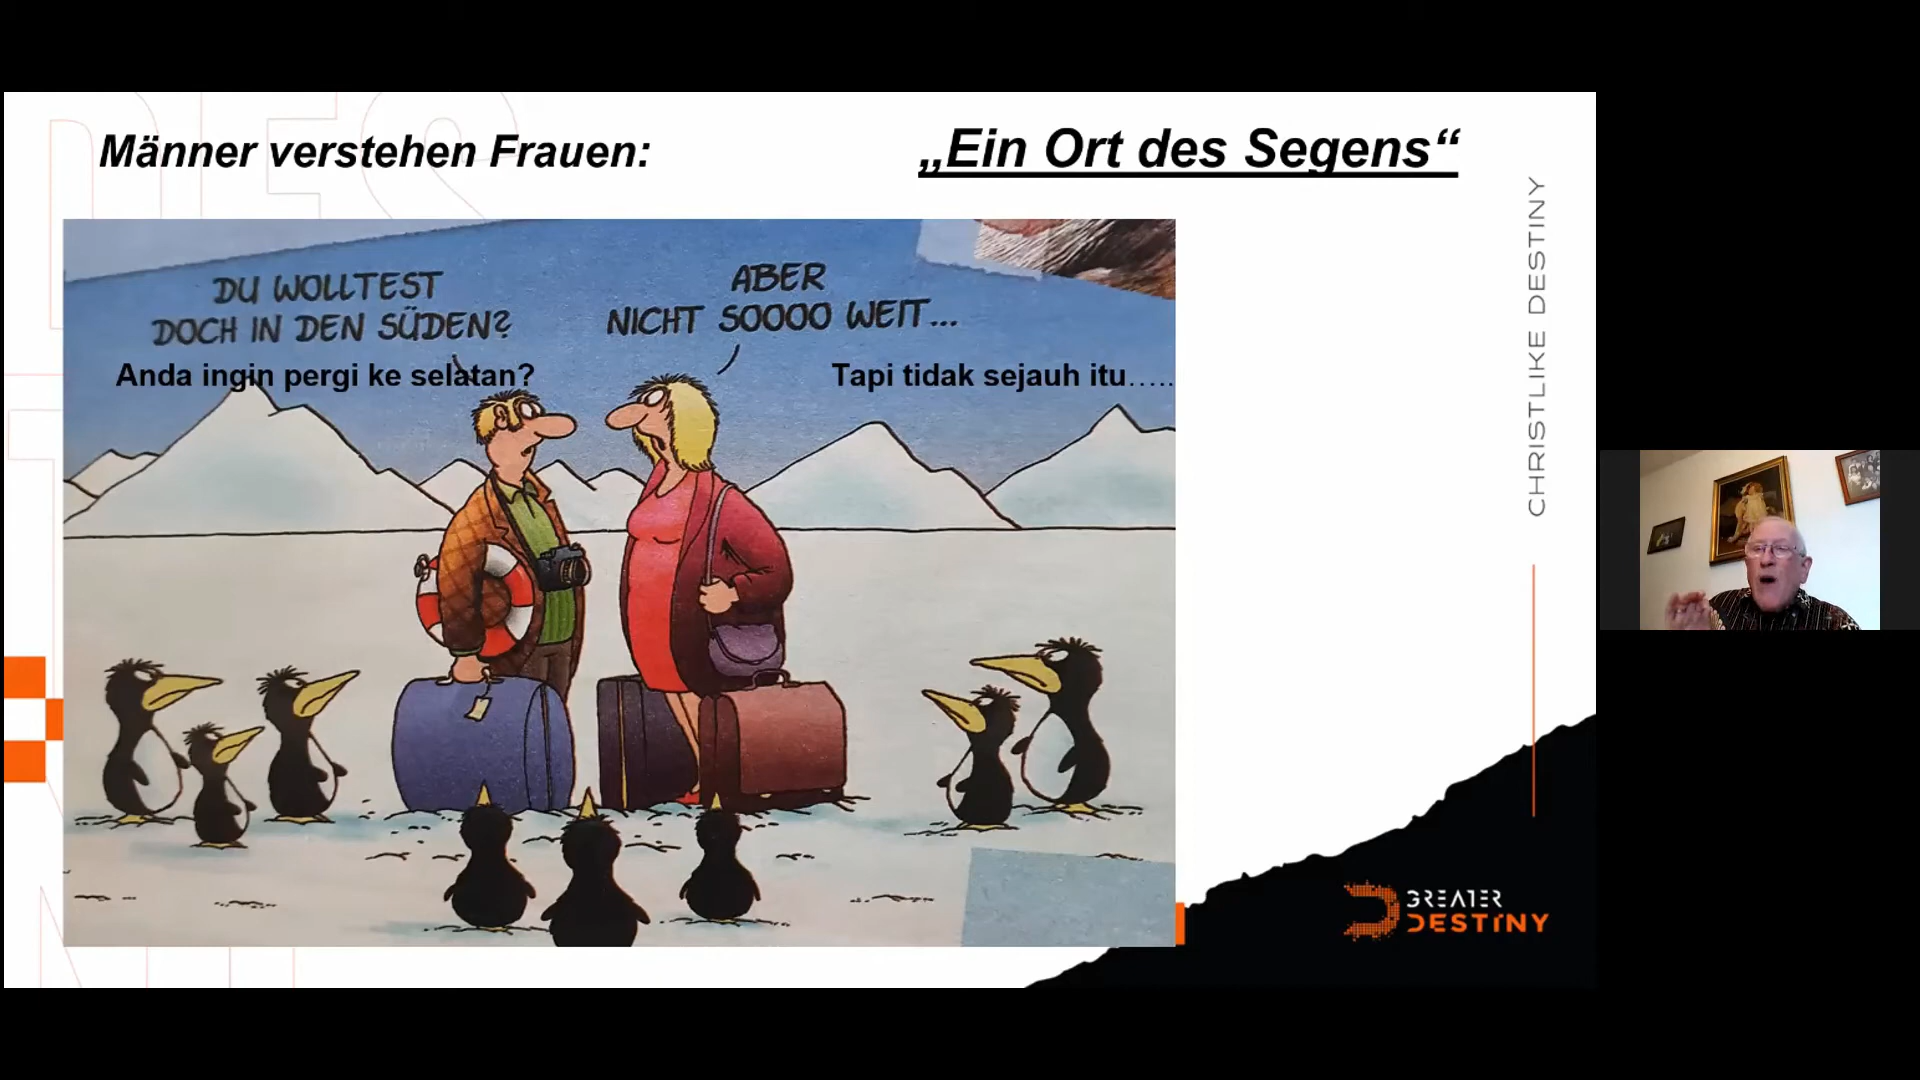 Männer verstehen Frauen:
„Ein Ort des Segens“
DU WOLLTEST
DOCH IN DEN SÜDEN?
Anda ingin pergi ke selatan?
ABER
NICHT SOOOO WEIT...
Tapi tidak sejauh itu…..
CHRISTLIKE DESTINY
GREATER
DESTINY